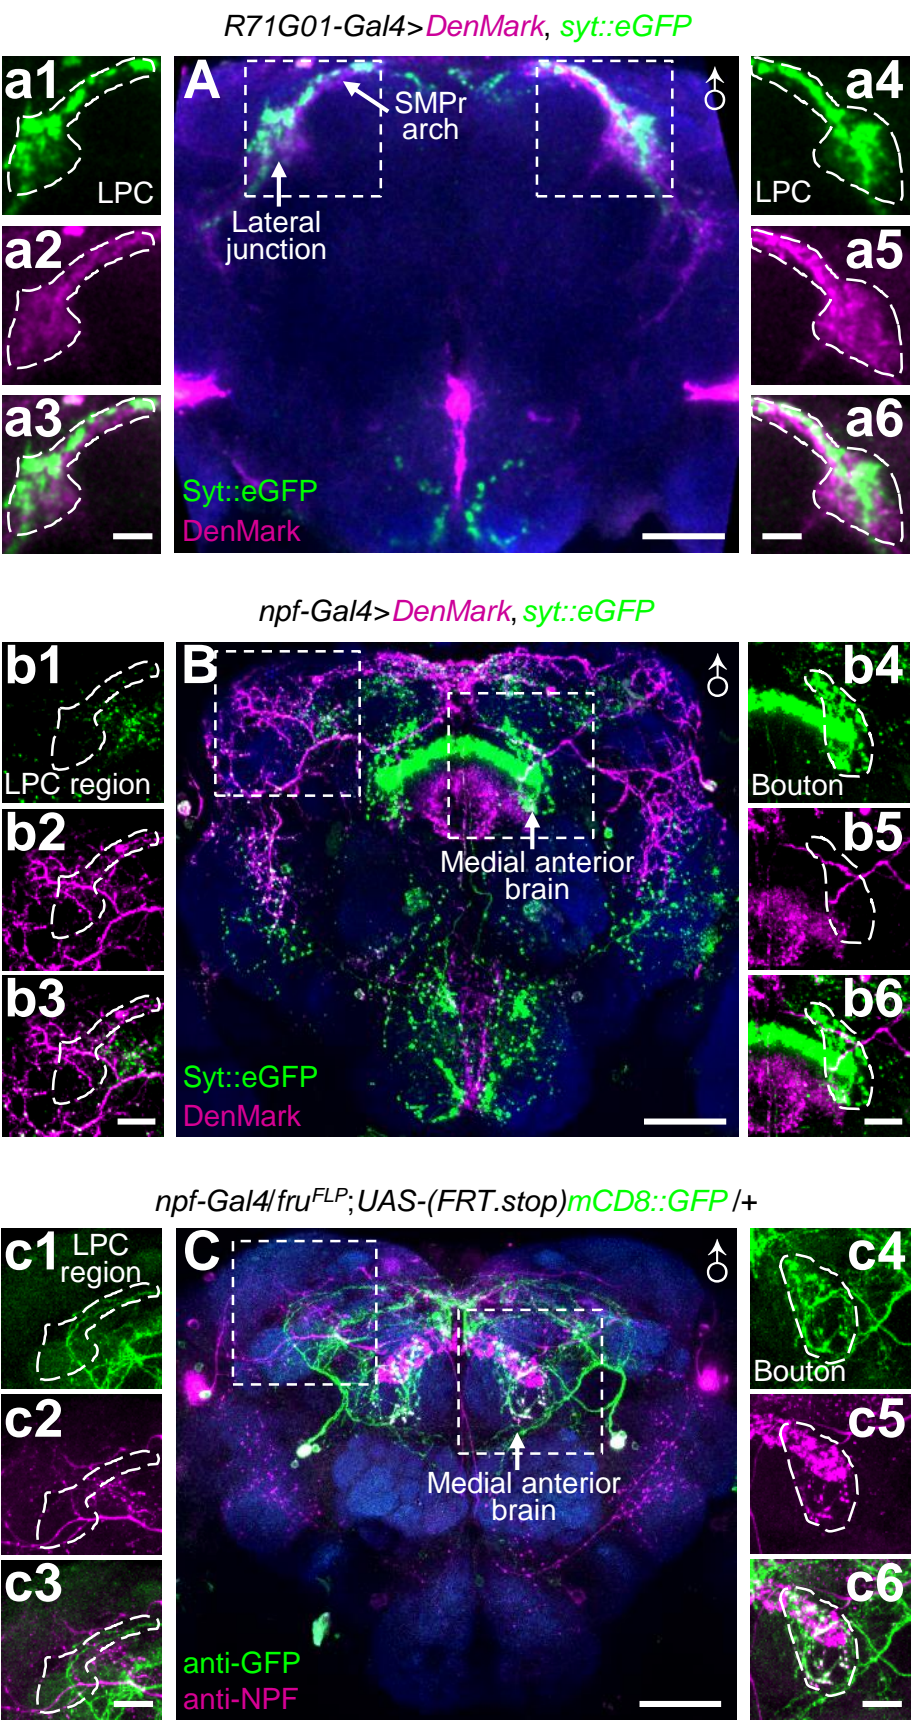 R71G01-Gal4>DenMark, syt::eGFP
a1
LPC
a2
a3
A
SMPr
arch
♂
Lateral
junction
Syt::eGFP
DenMark
a4
LPC
a5
a6
npf-Gal4>DenMark, syt::eGFP
b1
LPC region
b2
b3
B
♂
Medial anterior
brain
Syt::eGFP
DenMark
b4
Bouton
b5
b6
npf-Gal4/fruFLP;UAS-(FRT.stop)mCD8::GFP/+
c1
LPC
region
c2
c3
C
♂
Medial anterior
brain
anti-GFP
anti-NPF
c4
Bouton
c5
c6